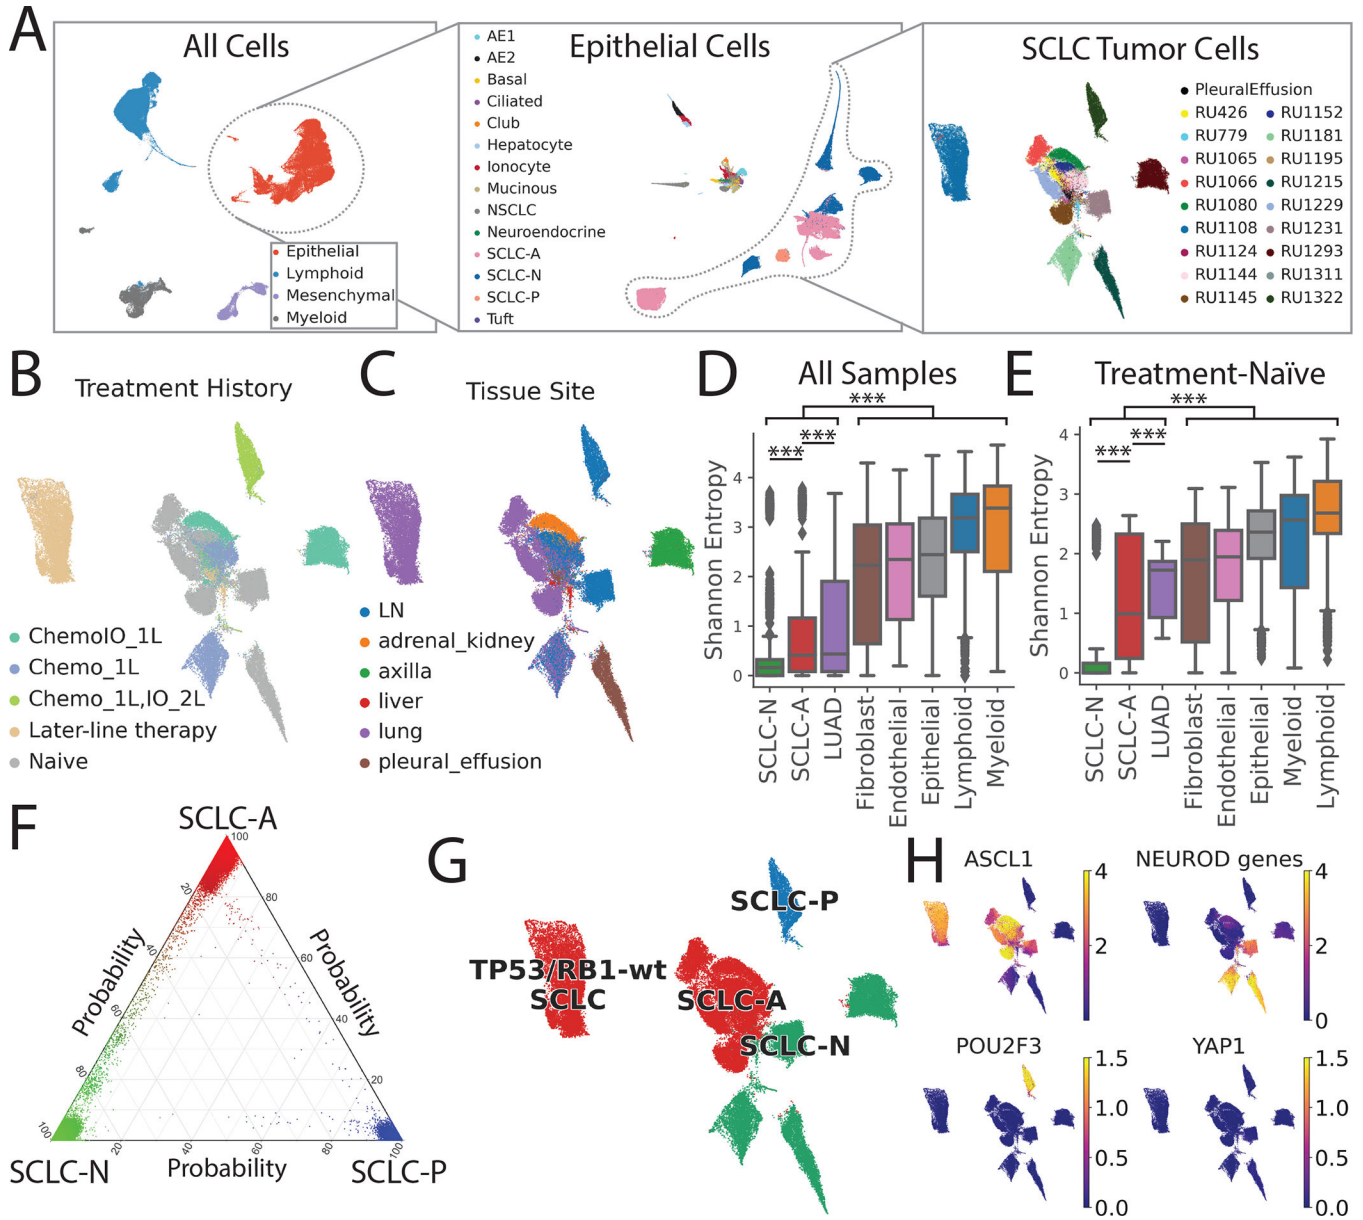 A
All Cells
Epithelial
Lymphoid
Mesenchymal
Myeloid
Epithelial Cells
AE1
AE2
Basal
Ciliated
Club
Hepatocyte
Ionocyte
Mucinous
NSCLC
Neuroendocrine
SCLC-A
SCLC-N
SCLC-P
Tuft
SCLC Tumor Cells
PleuralEffusion
RU426 RU1152
RU779 RU1181
RU1065 RU1195
RU1066 RU1215
RU1080 RU1229
RU1108 RU1231
RU1124 RU1293
RU1144 RU1311
RU1145 RU1322
B
Treatment History
ChemoIO_1L
Chemo_1L
Chemo_1L,IO_2L
Later-line therapy
Naive
C
Tissue Site
LN
adrenal_kidney
axilla
liver
lung
pleural_effusion
D
All Samples
***
***
***
Shannon Entropy
4
3
2
1
0
SCLC-N
SCLC-A
LUAD
Fibroblast
Endothelial
Epithelial
Lymphoid
Myeloid
E
Treatment-Naïve
***
***
***
Shannon Entropy
4
3
2
1
0
SCLC-N
SCLC-A
LUAD
Fibroblast
Endothelial
Epithelial
Myeloid
Lymphoid
F
SCLC-A
100
20
80
Probability
Probability
40
60
60
40
80
20
100
20
40
60
80
100
SCLC-N
Probability
SCLC-P
G
SCLC-P
TP53/RB1-wt
SCLC
SCLC-A
SCLC-N
H
ASCL1
4
2
NEUROD genes
4
2
0
POU2F3
1.5
1.0
0.5
0.0
YAP1
1.5
1.0
0.5
0.0